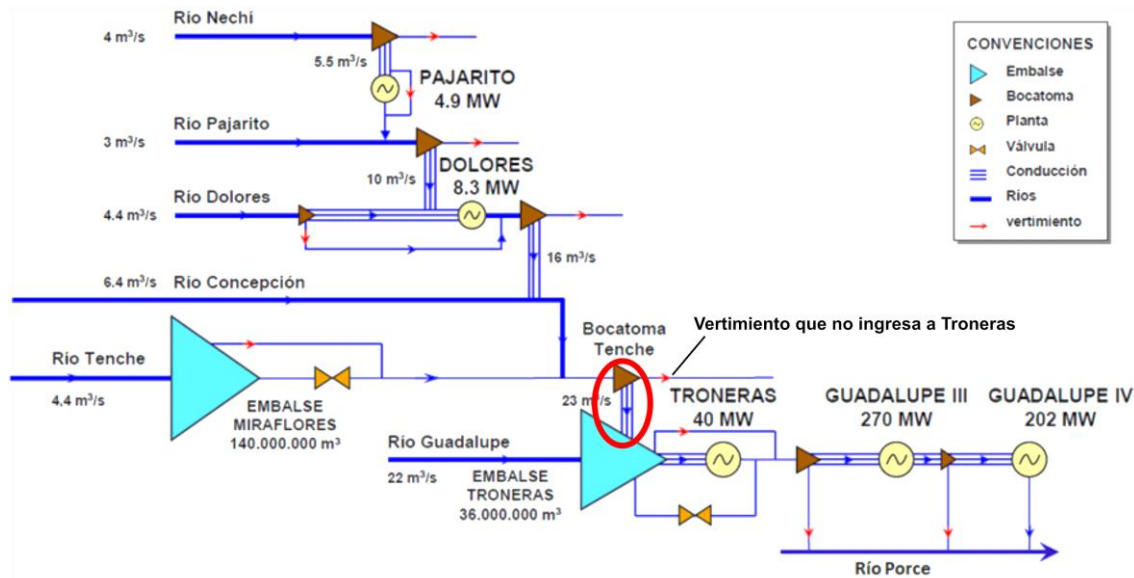 Río Nechí
4 m³/s
5.5 m³/s
PAJARITO
4.9 MW
CONVENCIONES
Embalse
Bocatoma
Planta
Válvula
Conducción
Ríos
vertimiento
Río Pajarito
3 m³/s
10 m³/s
DOLORES
8.3 MW
Río Dolores
4.4 m³/s
16 m³/s
6.4 m³/s
Río Concepción
Bocatoma
Tenche
Vertimiento que no ingresa a Troneras
Río Tenche
4,4 m³/s
EMBALSE
MIRAFLORES
140.000.000 m³
23 m³/s
TRONERAS
40 MW
GUADALUPE III
270 MW
GUADALUPE IV
202 MW
Río Guadalupe
22 m³/s
EMBALSE
TRONERAS
36.000.000 m³
Río Porce